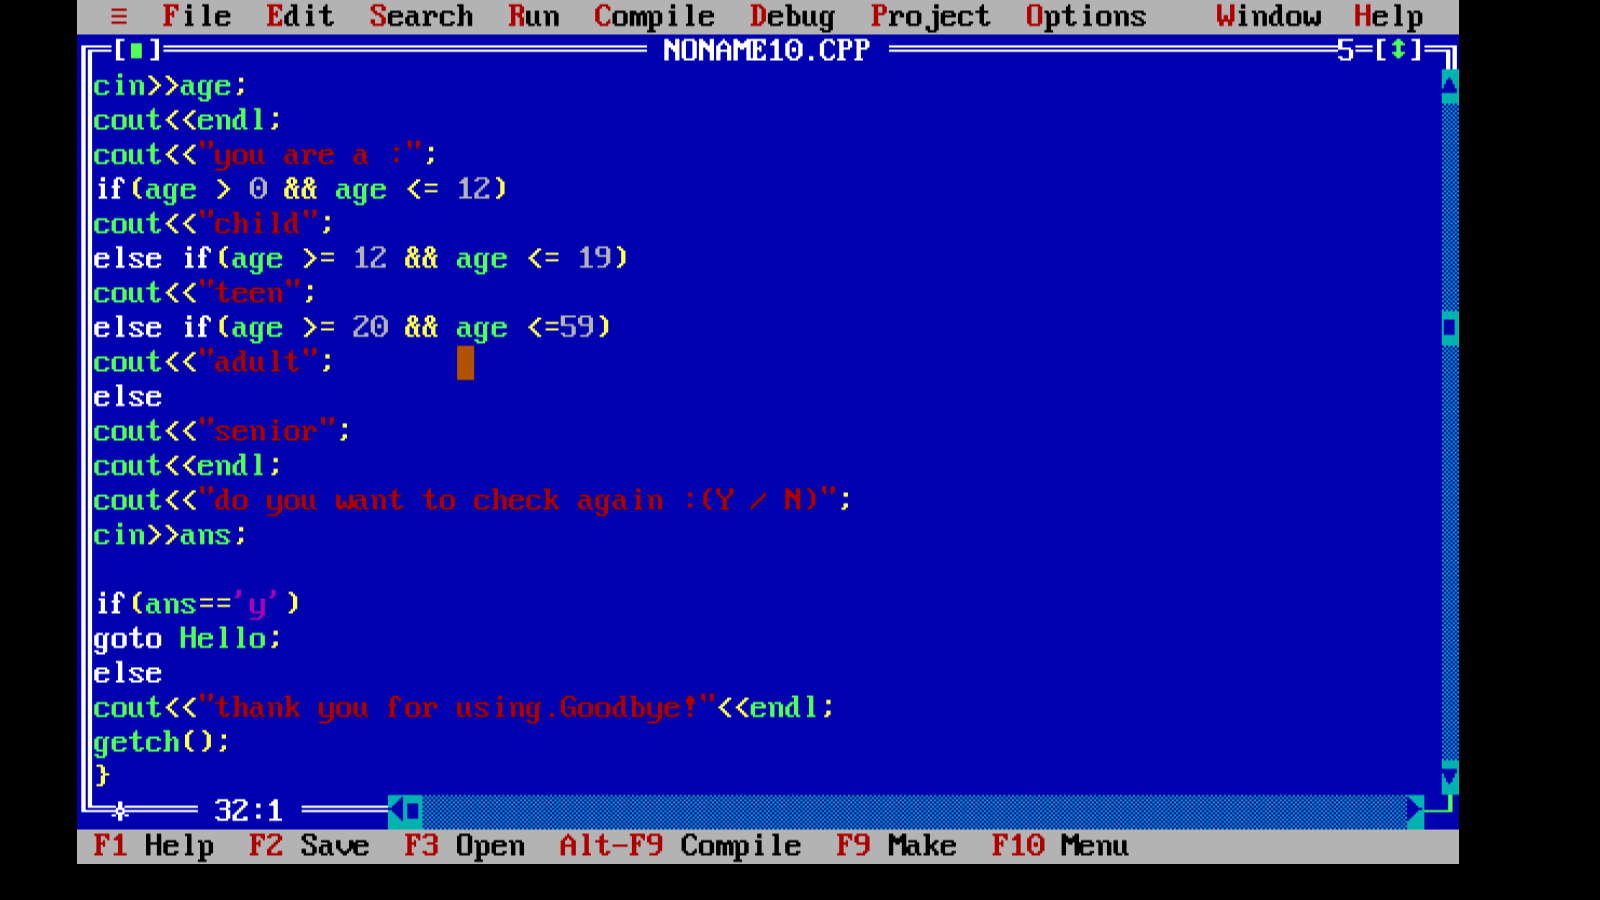 ≡ File Edit Search Run Compile Debug Project Options Window Help
[■] NONAME10.CPP 5=[↕]
cin>>age;
cout<<endl;
cout<<"you are a :";
if(age > 0 && age <= 12)
cout<<"child";
else if(age >= 12 && age <= 19)
cout<<"teen";
else if(age >= 20 && age <=59)
cout<<"adult";
else
cout<<"senior";
cout<<endl;
cout<<"do you want to check again :(Y / N)";
cin>>ans;
if(ans=='y')
goto Hello;
else
cout<<"thank you for using.Goodbye!"<<endl;
getch();
}
32:1
F1 Help F2 Save F3 Open Alt-F9 Compile F9 Make F10 Menu